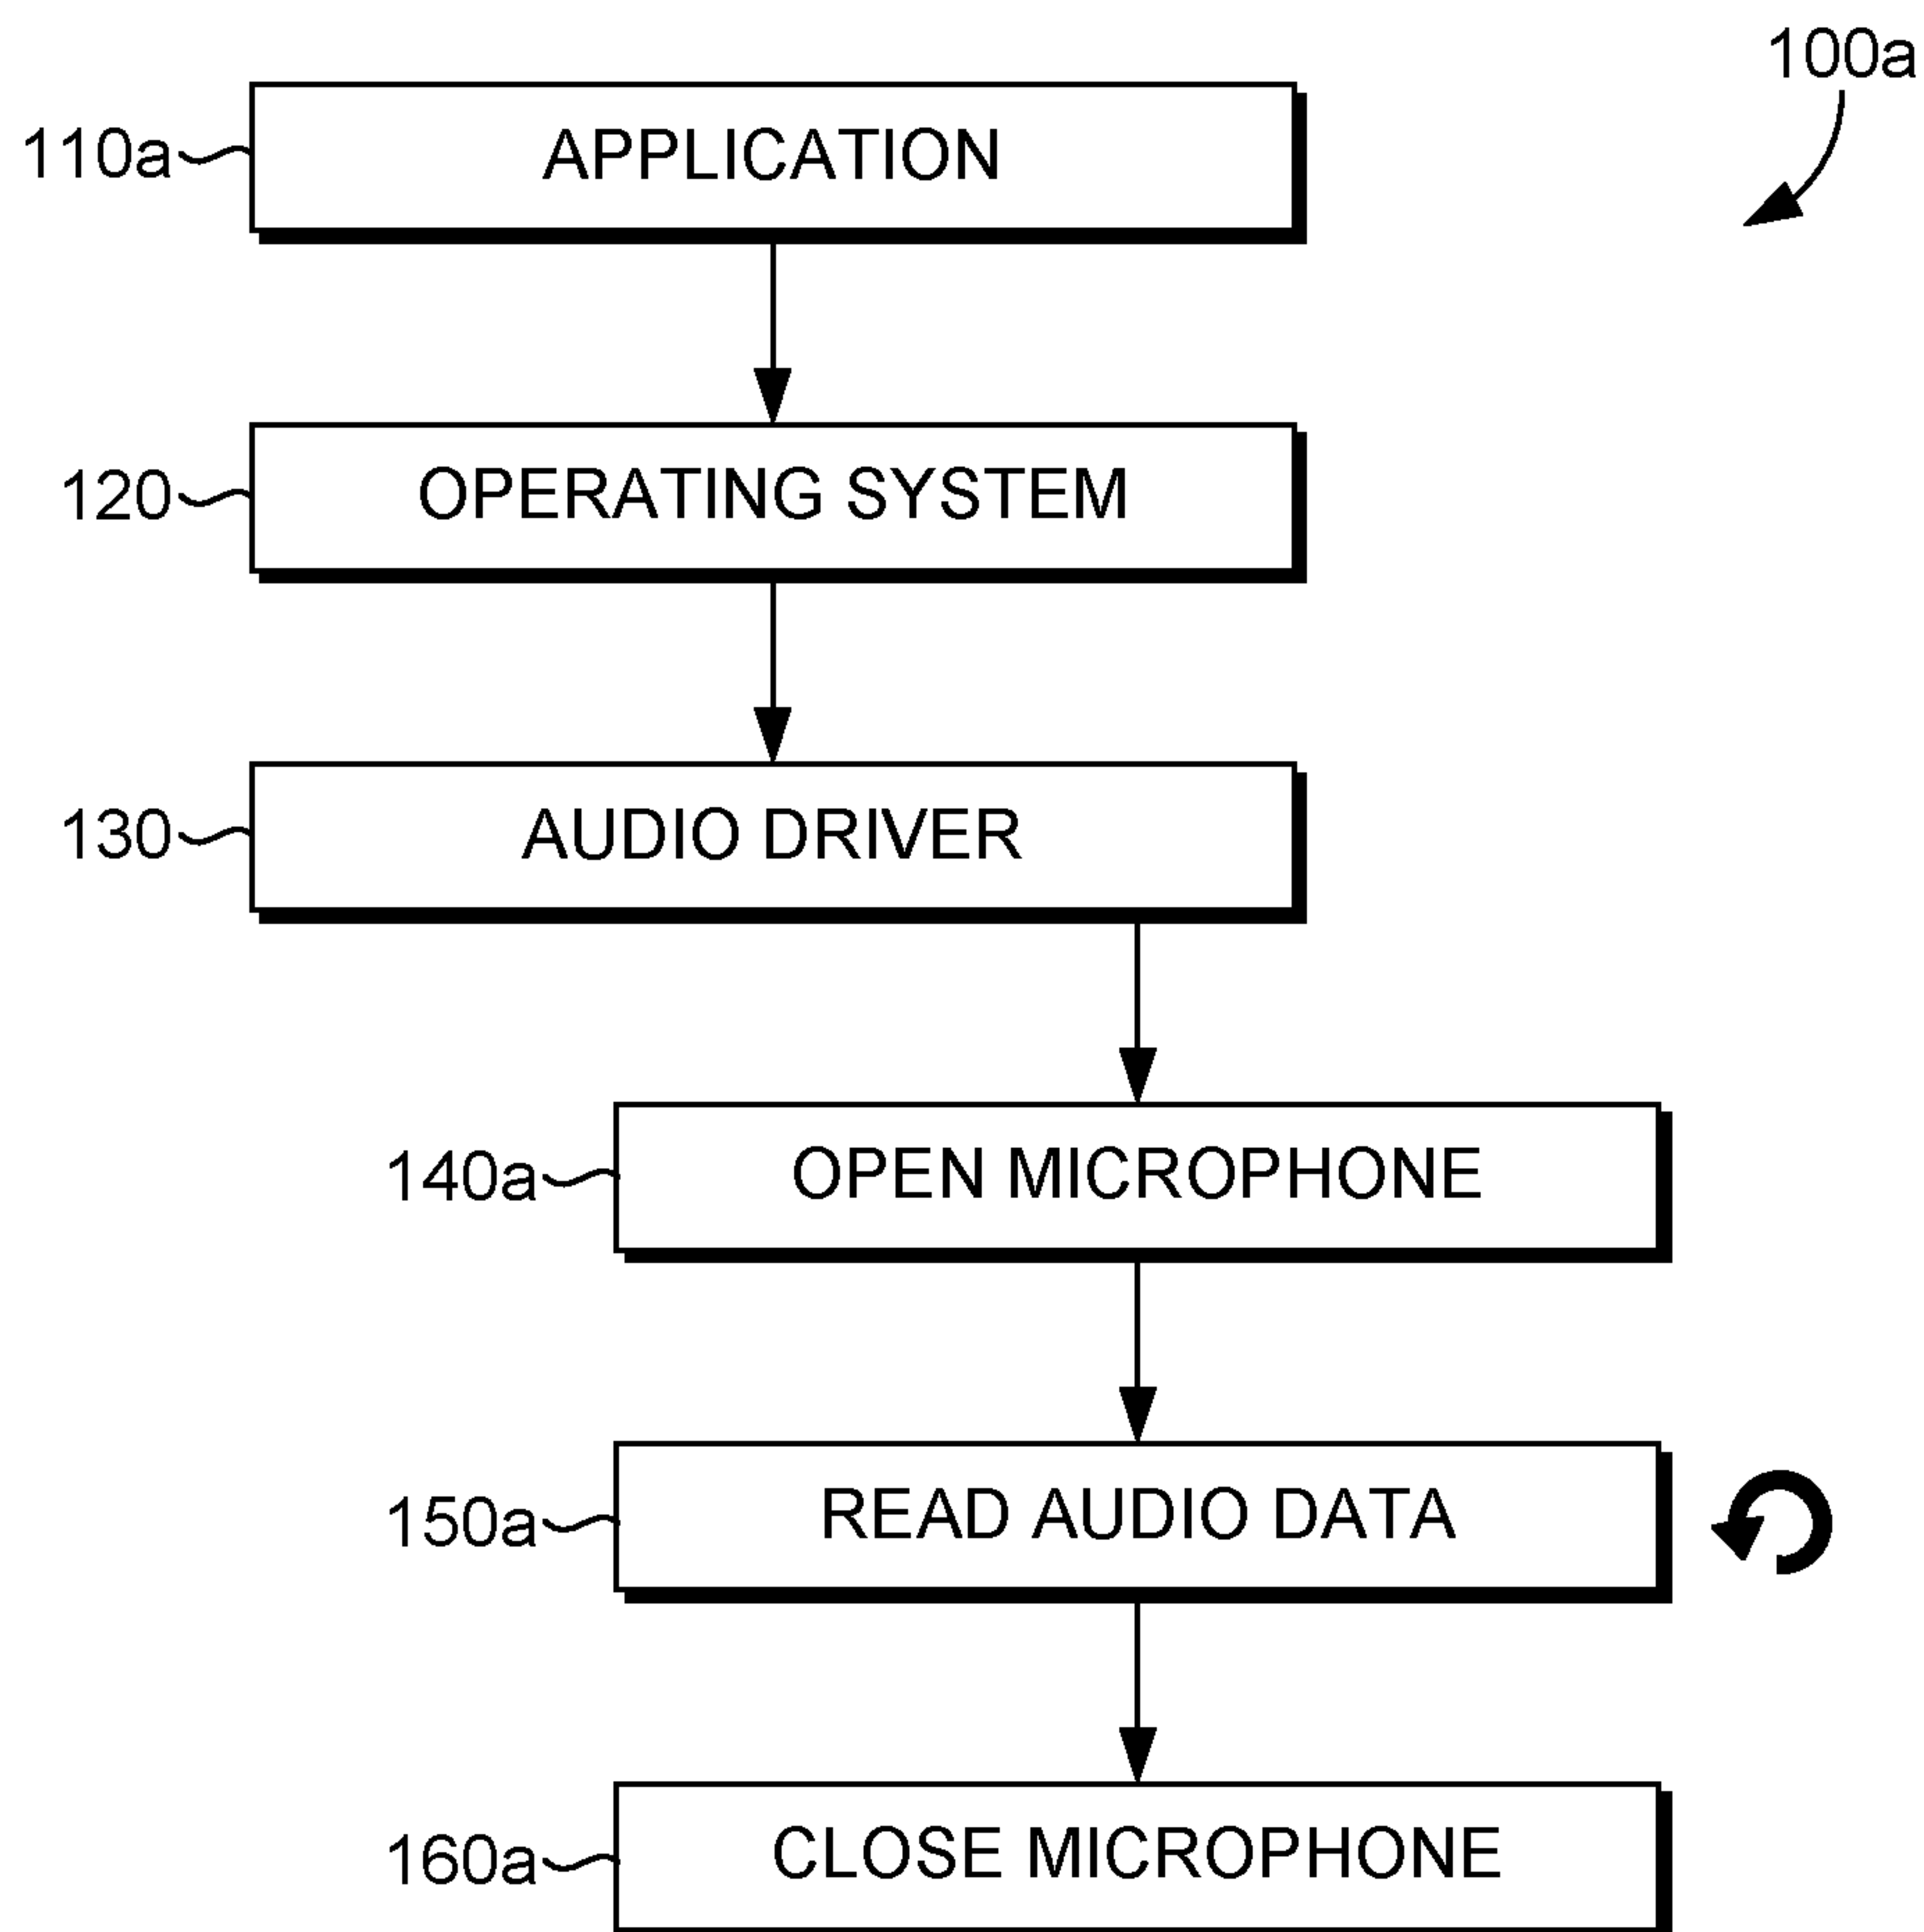 100a
110a APPLICATION
120 OPERATING SYSTEM
130 AUDIO DRIVER
140a OPEN MICROPHONE
150a READ AUDIO DATA
160a CLOSE MICROPHONE